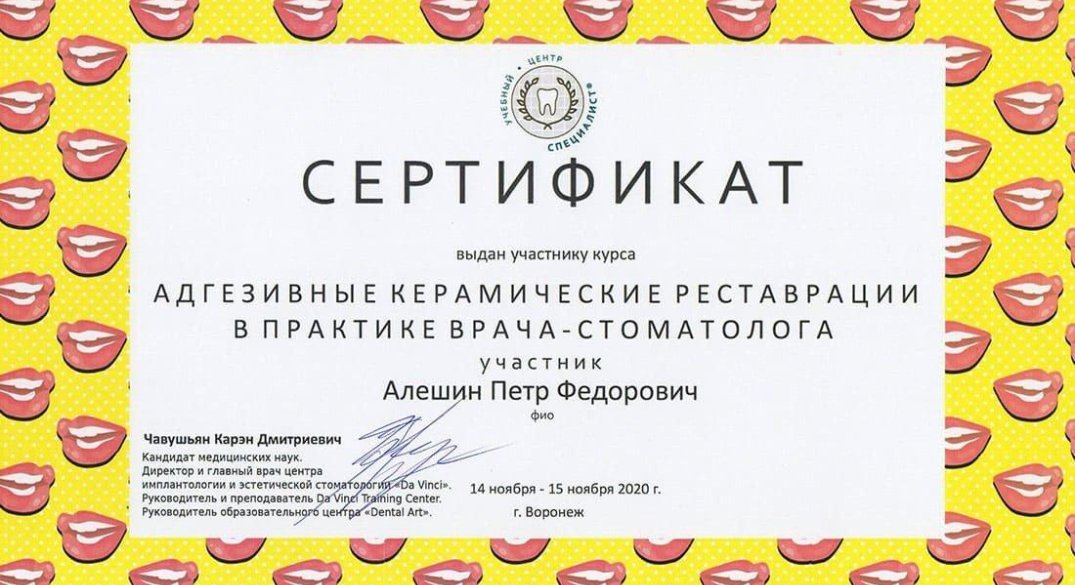 УЧЕБНЫЙ • ЦЕНТР
СПЕЦИАЛИСТ®
СЕРТИФИКАТ
выдан участнику курса
АДГЕЗИВНЫЕ КЕРАМИЧЕСКИЕ РЕСТАВРАЦИИ
В ПРАКТИКЕ ВРАЧА-СТОМАТОЛОГА
участник
Алешин Петр Федорович
фио
Чавушьян Карэн Дмитриевич
Кандидат медицинских наук.
Директор и главный врач центра
имплантологии и эстетической стоматологии «Da Vinci».
Руководитель и преподаватель Da Vinci Training Center.
Руководитель образовательного центра «Dental Art».
14 ноября - 15 ноября 2020 г.
г. Воронеж